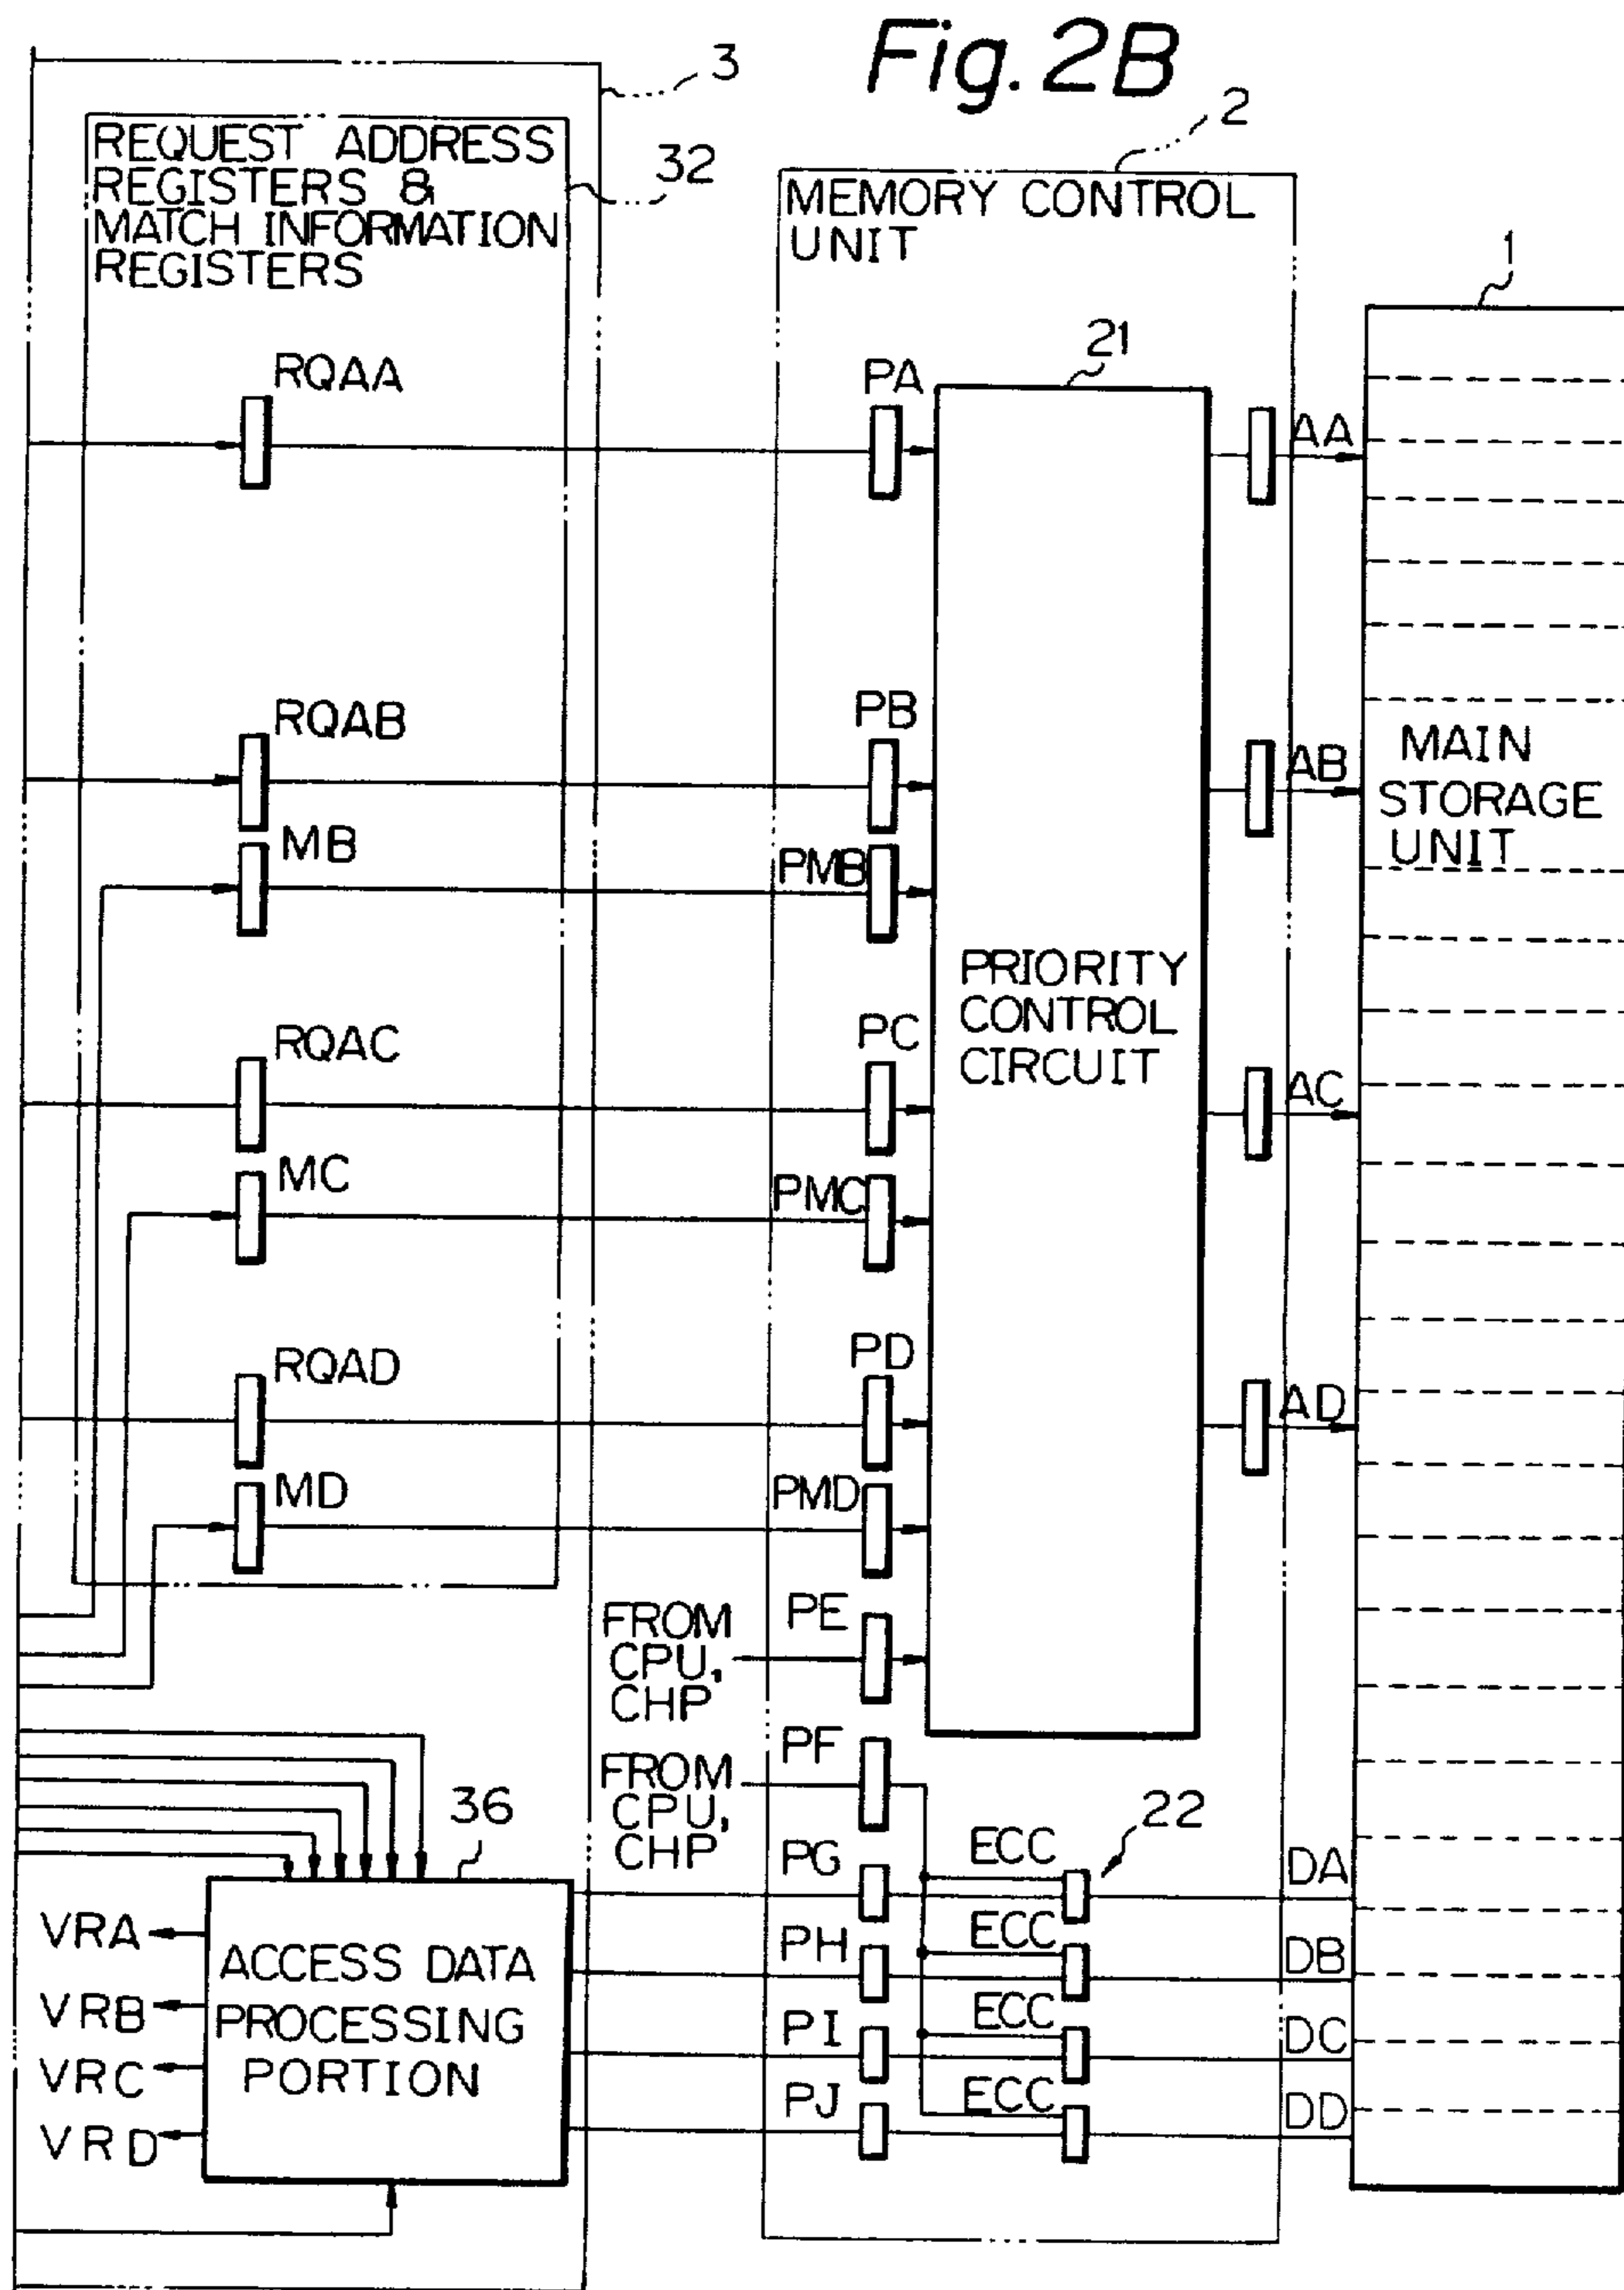 Fig. 2B
3
2
REQUEST ADDRESS
REGISTERS &
MATCH INFORMATION
REGISTERS
32
MEMORY CONTROL
UNIT
1
21
RQAA
PA
AA
RQAB
PB
AB
MAIN
STORAGE
UNIT
MB
PMB
PRIORITY
CONTROL
CIRCUIT
RQAC
PC
AC
MC
PMC
RQAD
PD
AD
MD
PMD
FROM
CPU,
CHP
PE
FROM
CPU,
CHP
PF
36
22
PG
ECC
DA
VRA
ACCESS DATA
PROCESSING
PORTION
PH
ECC
DB
VRB
PI
ECC
DC
VRC
PJ
ECC
DD
VRD